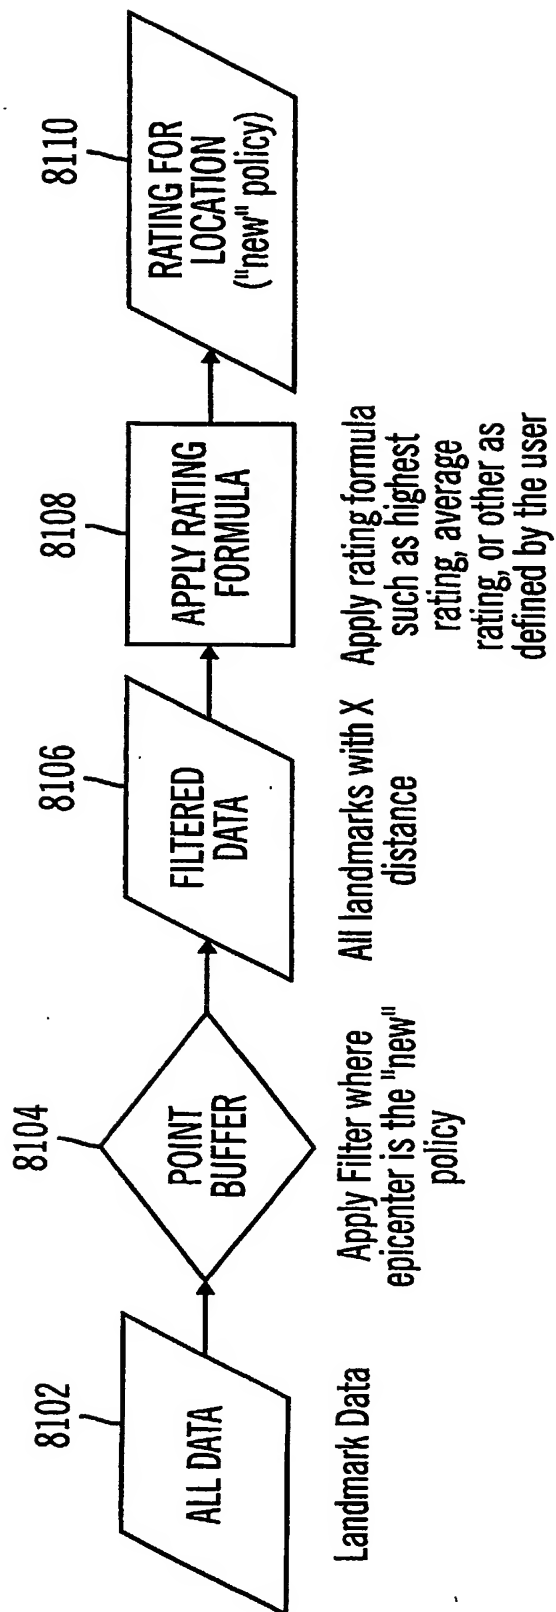 8102
ALL DATA
Landmark Data
8104
POINT
BUFFER
Apply Filter where
epicenter is the "new"
policy
8106
FILTERED
DATA
All landmarks with X
distance
8108
APPLY RATING
FORMULA
Apply rating formula
such as highest
rating, average
rating, or other as
defined by the user
8110
RATING FOR
LOCATION
("new" policy)